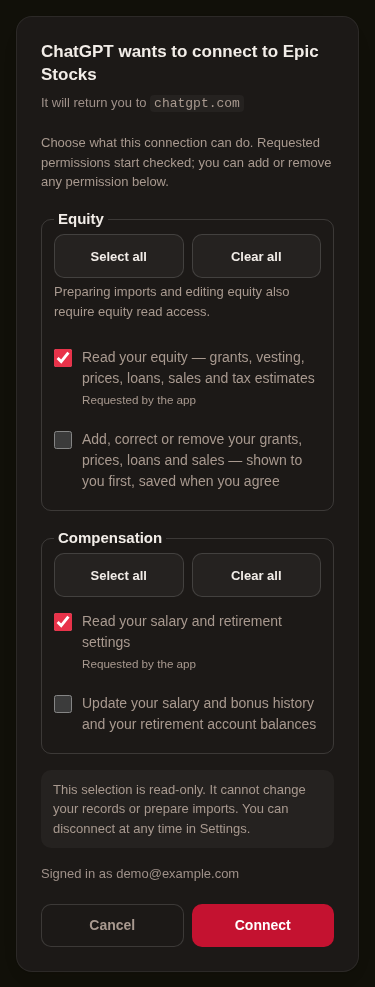 ChatGPT wants to connect to Epic
Stocks
It will return you to chatgpt.com
Choose what this connection can do. Requested
permissions start checked; you can add or remove
any permission below.
Equity
Select all
Clear all
Preparing imports and editing equity also
require equity read access.
Read your equity — grants, vesting,
prices, loans, sales and tax estimates
Requested by the app
Add, correct or remove your grants,
prices, loans and sales — shown to
you first, saved when you agree
Compensation
Select all
Clear all
Read your salary and retirement
settings
Requested by the app
Update your salary and bonus history
and your retirement account balances
This selection is read-only. It cannot change
your records or prepare imports. You can
disconnect at any time in Settings.
Signed in as demo@example.com
Cancel
Connect